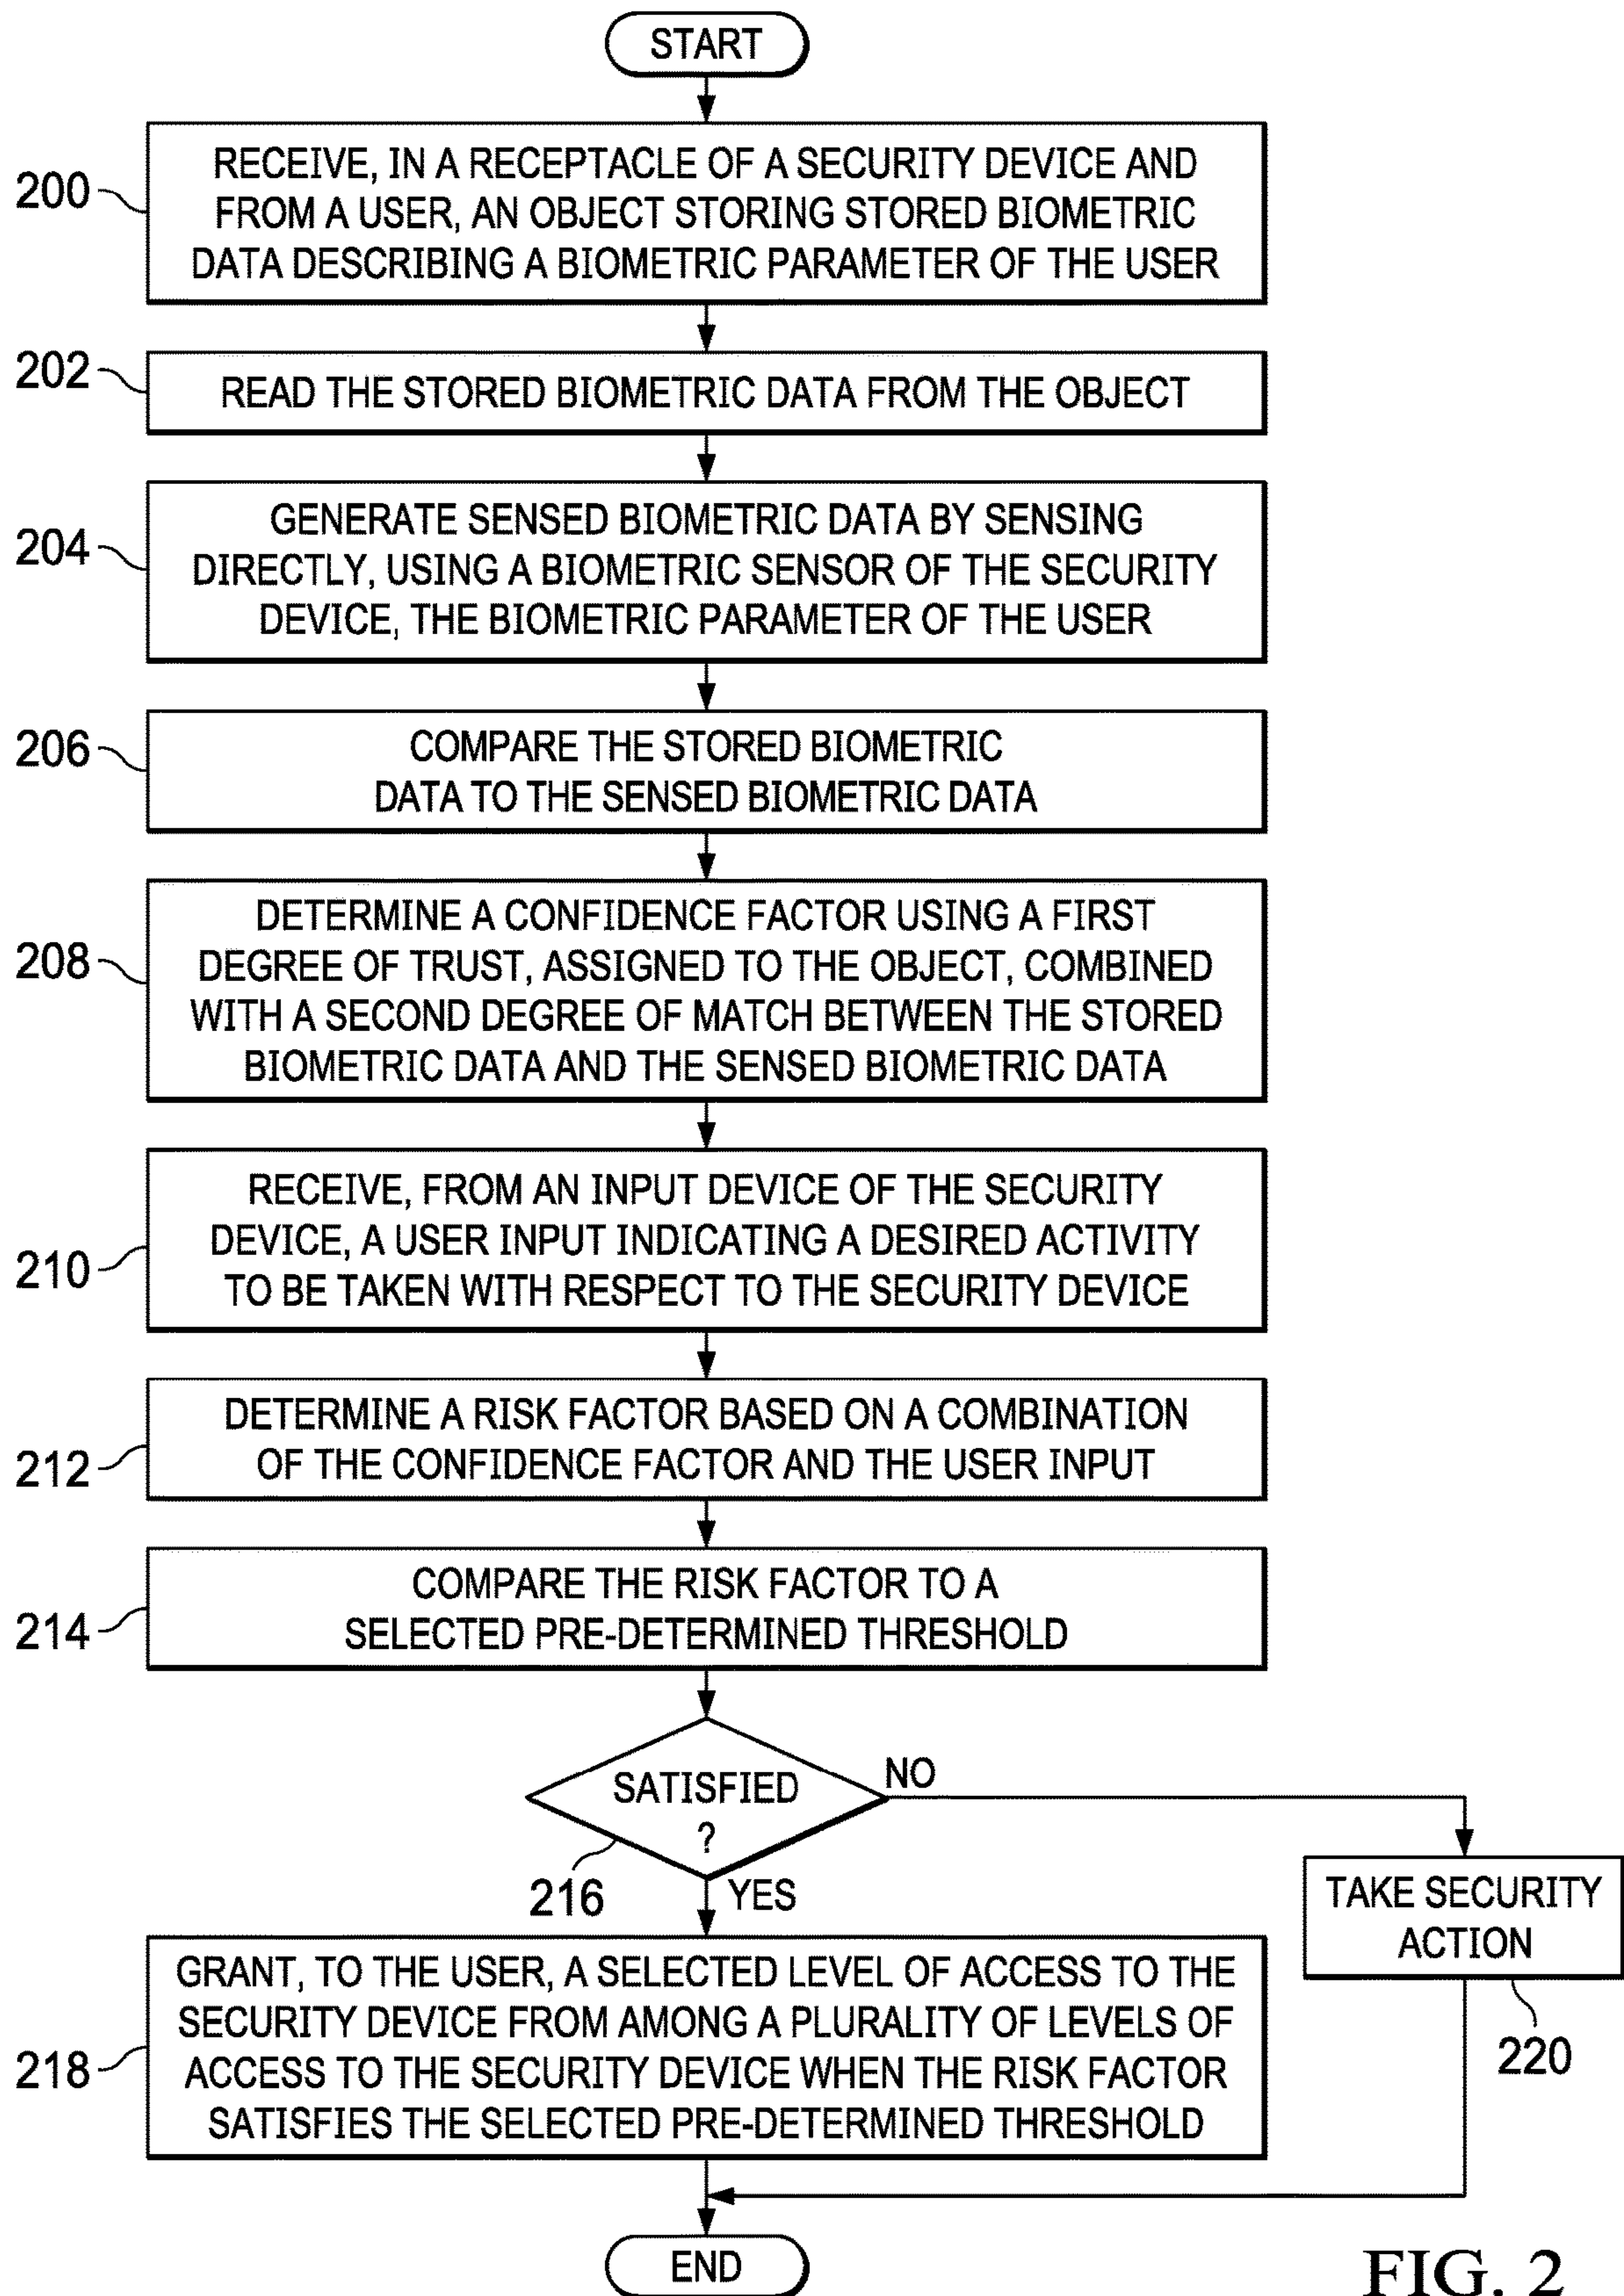 START
200
RECEIVE, IN A RECEPTACLE OF A SECURITY DEVICE AND
FROM A USER, AN OBJECT STORING STORED BIOMETRIC
DATA DESCRIBING A BIOMETRIC PARAMETER OF THE USER
202
READ THE STORED BIOMETRIC DATA FROM THE OBJECT
204
GENERATE SENSED BIOMETRIC DATA BY SENSING
DIRECTLY, USING A BIOMETRIC SENSOR OF THE SECURITY
DEVICE, THE BIOMETRIC PARAMETER OF THE USER
206
COMPARE THE STORED BIOMETRIC
DATA TO THE SENSED BIOMETRIC DATA
208
DETERMINE A CONFIDENCE FACTOR USING A FIRST
DEGREE OF TRUST, ASSIGNED TO THE OBJECT, COMBINED
WITH A SECOND DEGREE OF MATCH BETWEEN THE STORED
BIOMETRIC DATA AND THE SENSED BIOMETRIC DATA
210
RECEIVE, FROM AN INPUT DEVICE OF THE SECURITY
DEVICE, A USER INPUT INDICATING A DESIRED ACTIVITY
TO BE TAKEN WITH RESPECT TO THE SECURITY DEVICE
212
DETERMINE A RISK FACTOR BASED ON A COMBINATION
OF THE CONFIDENCE FACTOR AND THE USER INPUT
214
COMPARE THE RISK FACTOR TO A
SELECTED PRE-DETERMINED THRESHOLD
SATISFIED
?
NO
216
YES
TAKE SECURITY
ACTION
220
218
GRANT, TO THE USER, A SELECTED LEVEL OF ACCESS TO THE
SECURITY DEVICE FROM AMONG A PLURALITY OF LEVELS OF
ACCESS TO THE SECURITY DEVICE WHEN THE RISK FACTOR
SATISFIES THE SELECTED PRE-DETERMINED THRESHOLD
END
FIG. 2